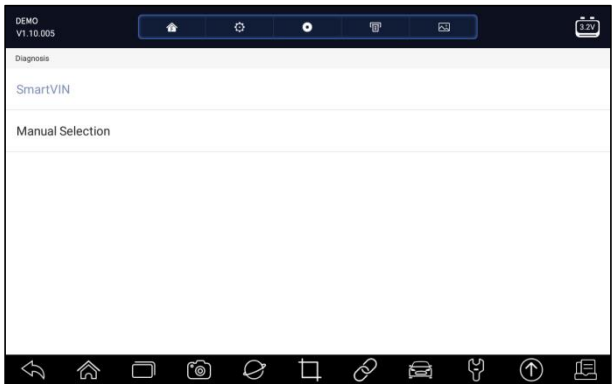 DEMO
V1.10.005
3.2V
Diagnosis
SmartVIN
Manual Selection